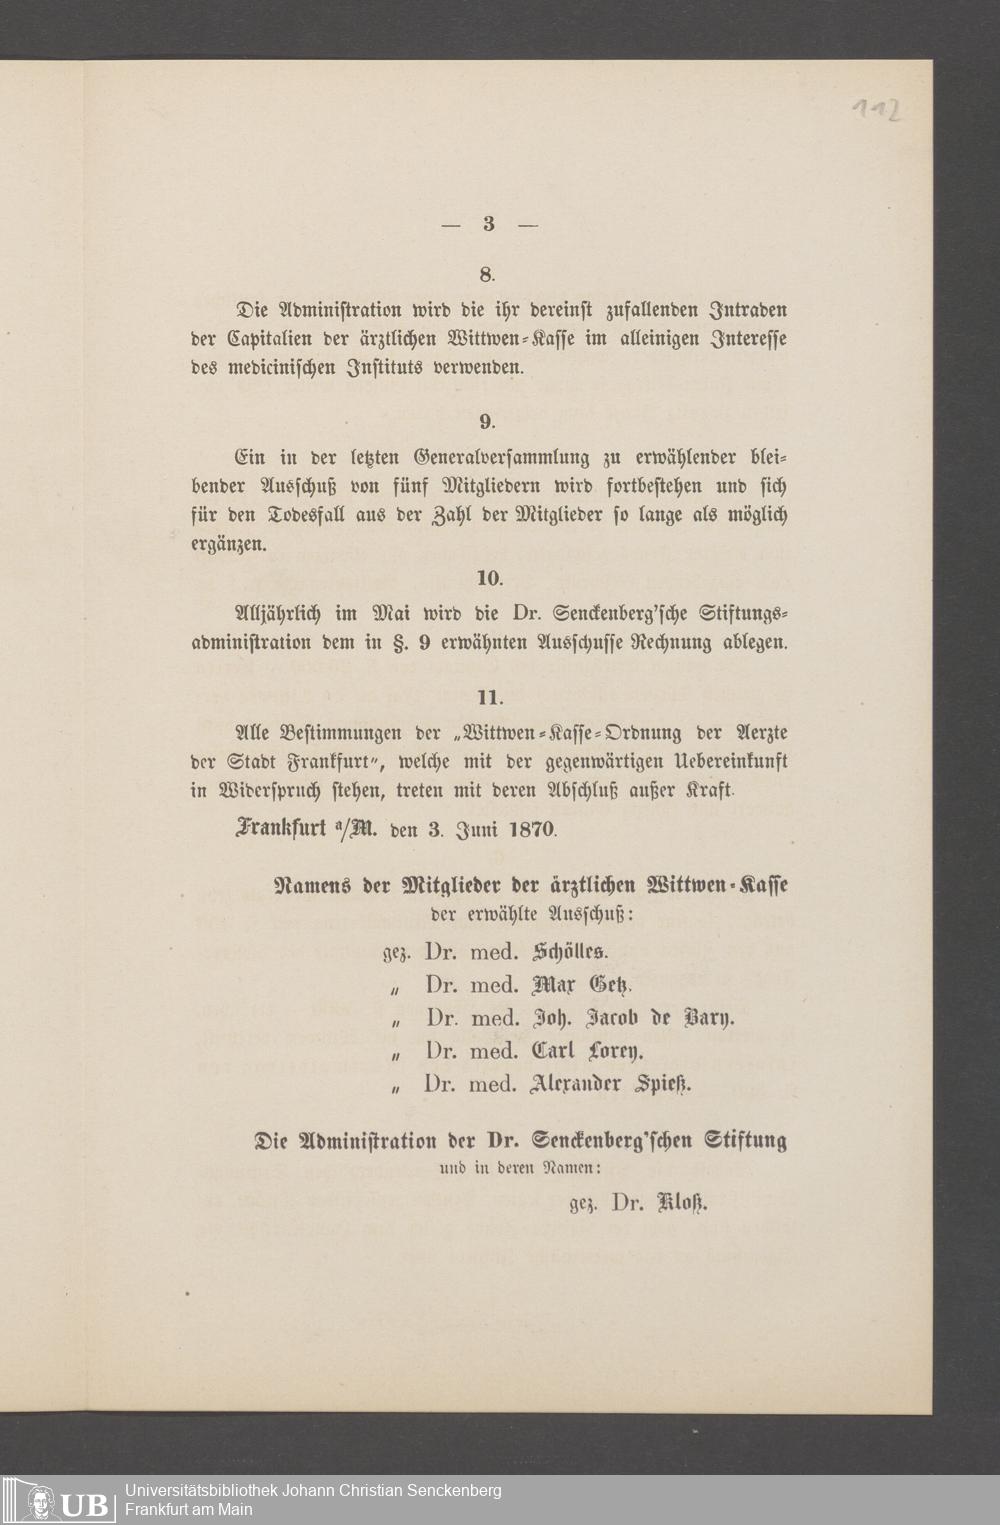 112
— 3 —
8.
Die Administration wird die ihr dereinst zufallenden Intraden
der Capitalien der ärztlichen Wittwen-Kasse im alleinigen Interesse
des medicinischen Instituts verwenden.
9.
Ein in der letzten Generalversammlung zu erwählender blei-
bender Ausschuß von fünf Mitgliedern wird fortbestehen und sich
für den Todesfall aus der Zahl der Mitglieder so lange als möglich
ergänzen.
10.
Alljährlich im Mai wird die Dr. Senckenberg'sche Stiftungs-
administration dem in §. 9 erwähnten Ausschusse Rechnung ablegen.
11.
Alle Bestimmungen der „Wittwen-Kasse-Ordnung der Aerzte
der Stadt Frankfurt", welche mit der gegenwärtigen Uebereinkunft
in Widerspruch stehen, treten mit deren Abschluß außer Kraft.
Frankfurt a/M. den 3. Juni 1870.
Namens der Mitglieder der ärztlichen Wittwen-Kasse
der erwählte Ausschuß:
gez. Dr. med. Schölles.
„ Dr. med. Max Getz.
„ Dr. med. Joh. Jacob de Bary.
„ Dr. med. Carl Lorey.
„ Dr. med. Alexander Spieß.
Die Administration der Dr. Senckenberg'schen Stiftung
und in deren Namen:
gez. Dr. Kloß.
UB Universitätsbibliothek Johann Christian Senckenberg
Frankfurt am Main